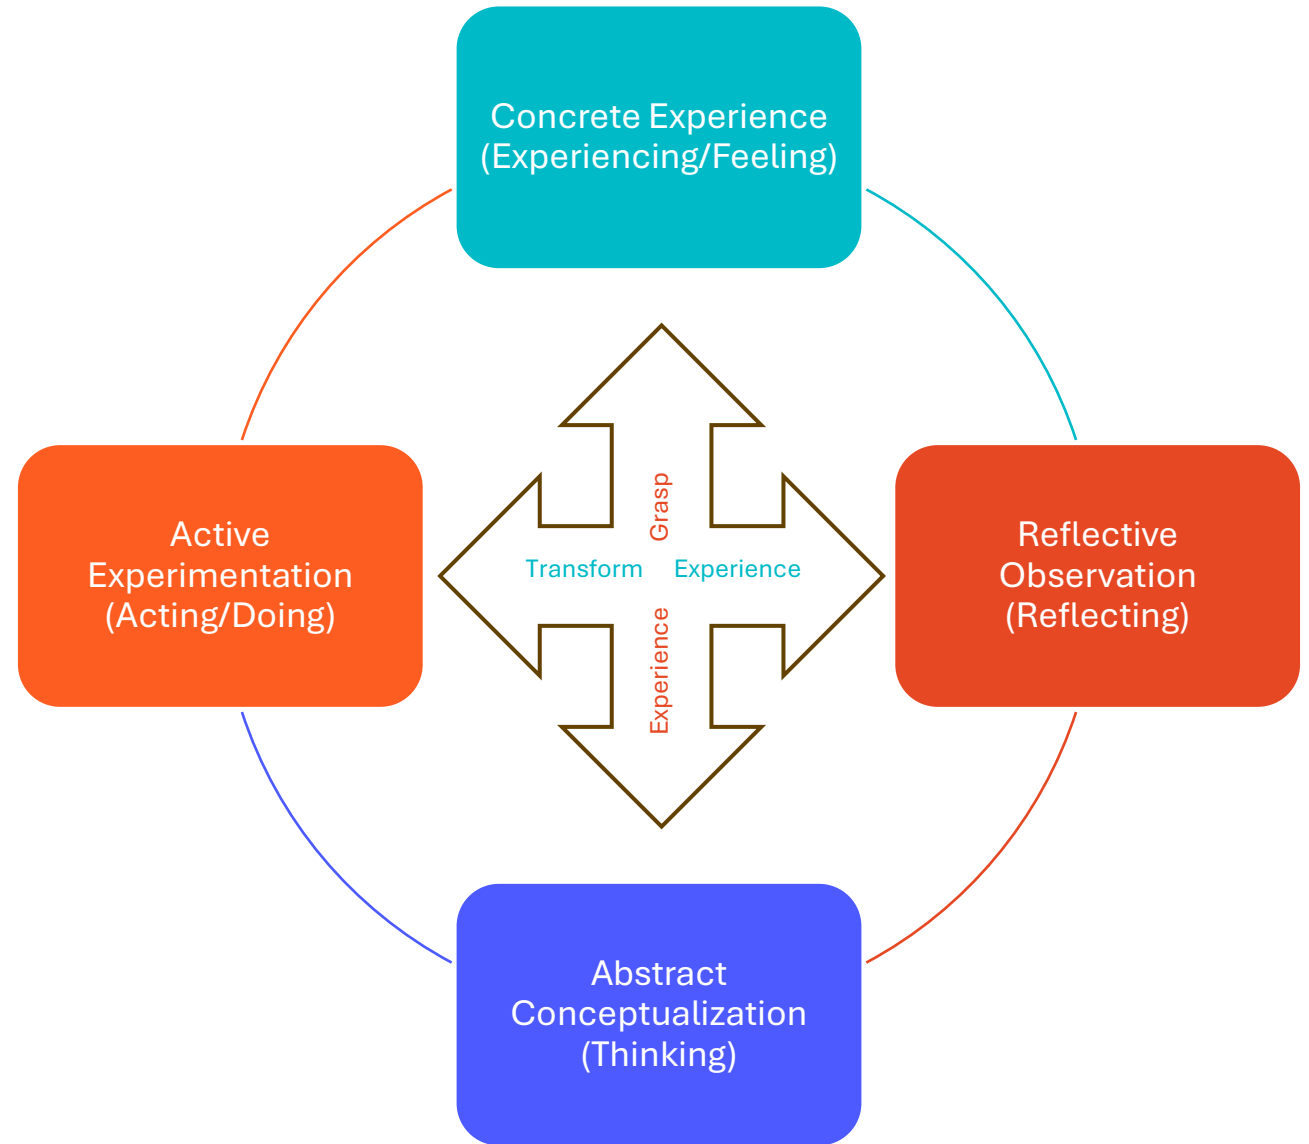 Concrete Experience
(Experiencing/Feeling)
Active
Experimentation
(Acting/Doing)
Grasp
Transform Experience
Experience
Reflective
Observation
(Reflecting)
Abstract
Conceptualization
(Thinking)